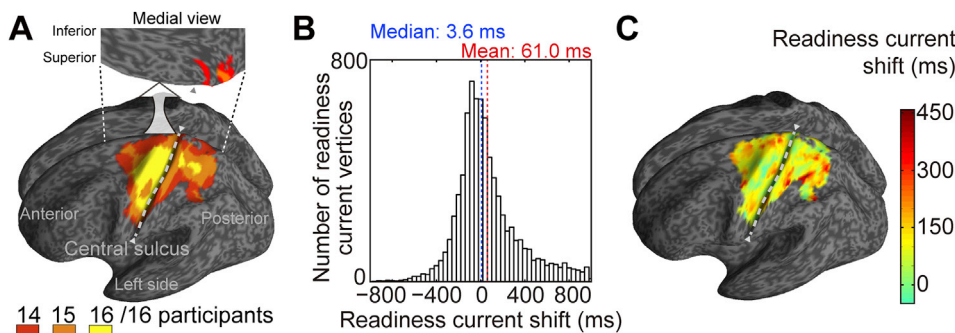 A
Medial view
Inferior
Superior
Anterior
Posterior
Central sulcus
Left side
14 15 16 /16 participants
B
Median: 3.6 ms
Mean: 61.0 ms
800
0
Number of readiness
current vertices
−800 −400 0 400 800
Readiness current shift (ms)
C
Readiness current
shift (ms)
450
300
150
0